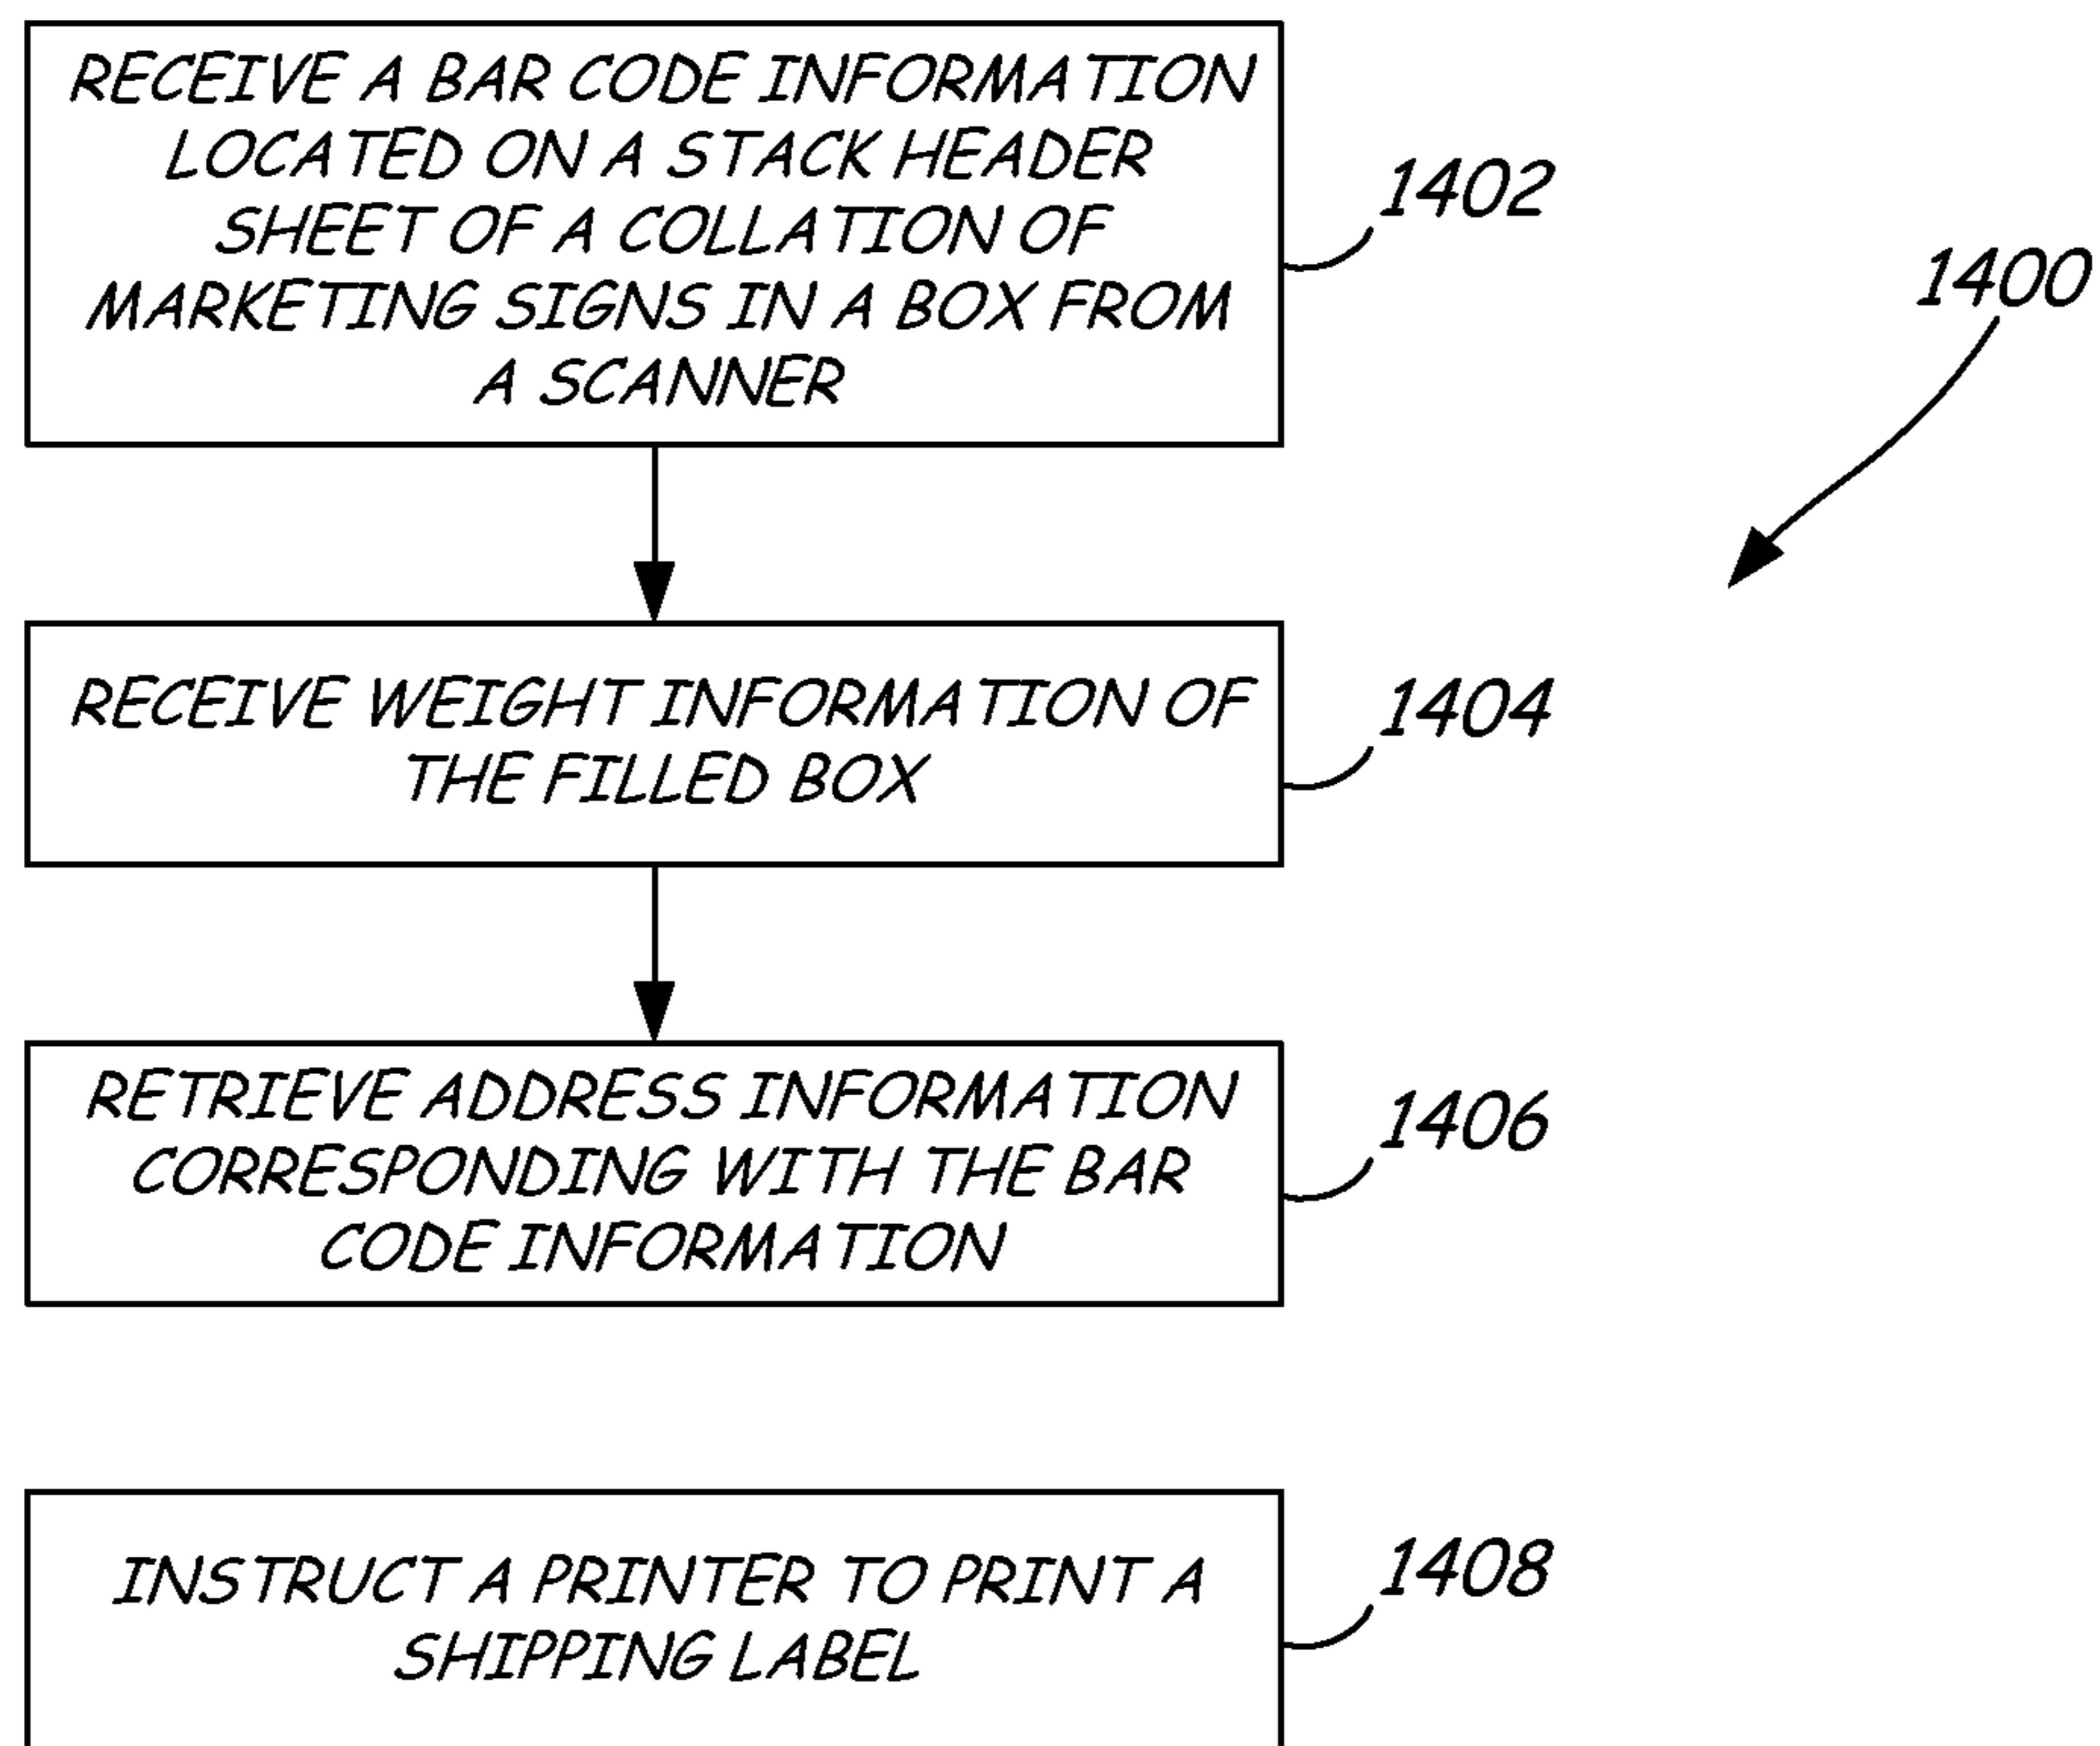 RECEIVE A BAR CODE INFORMATION
LOCATED ON A STACK HEADER
SHEET OF A COLLATION OF
MARKETING SIGNS IN A BOX FROM
A SCANNER
1402
1400
RECEIVE WEIGHT INFORMATION OF
THE FILLED BOX
1404
RETRIEVE ADDRESS INFORMATION
CORRESPONDING WITH THE BAR
CODE INFORMATION
1406
INSTRUCT A PRINTER TO PRINT A
SHIPPING LABEL
1408